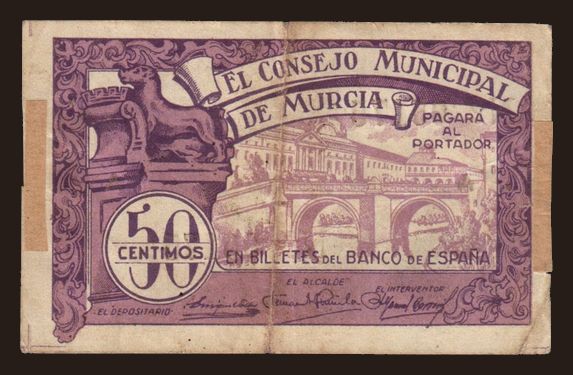 EL CONSEJO MUNICIPAL
DE MURCIA
PAGARÁ
AL
PORTADOR
50
CENTIMOS
EN BILLETES DEL BANCO DE ESPAÑA
EL DEPOSITARIO
EL ALCALDE
EL INTERVENTOR